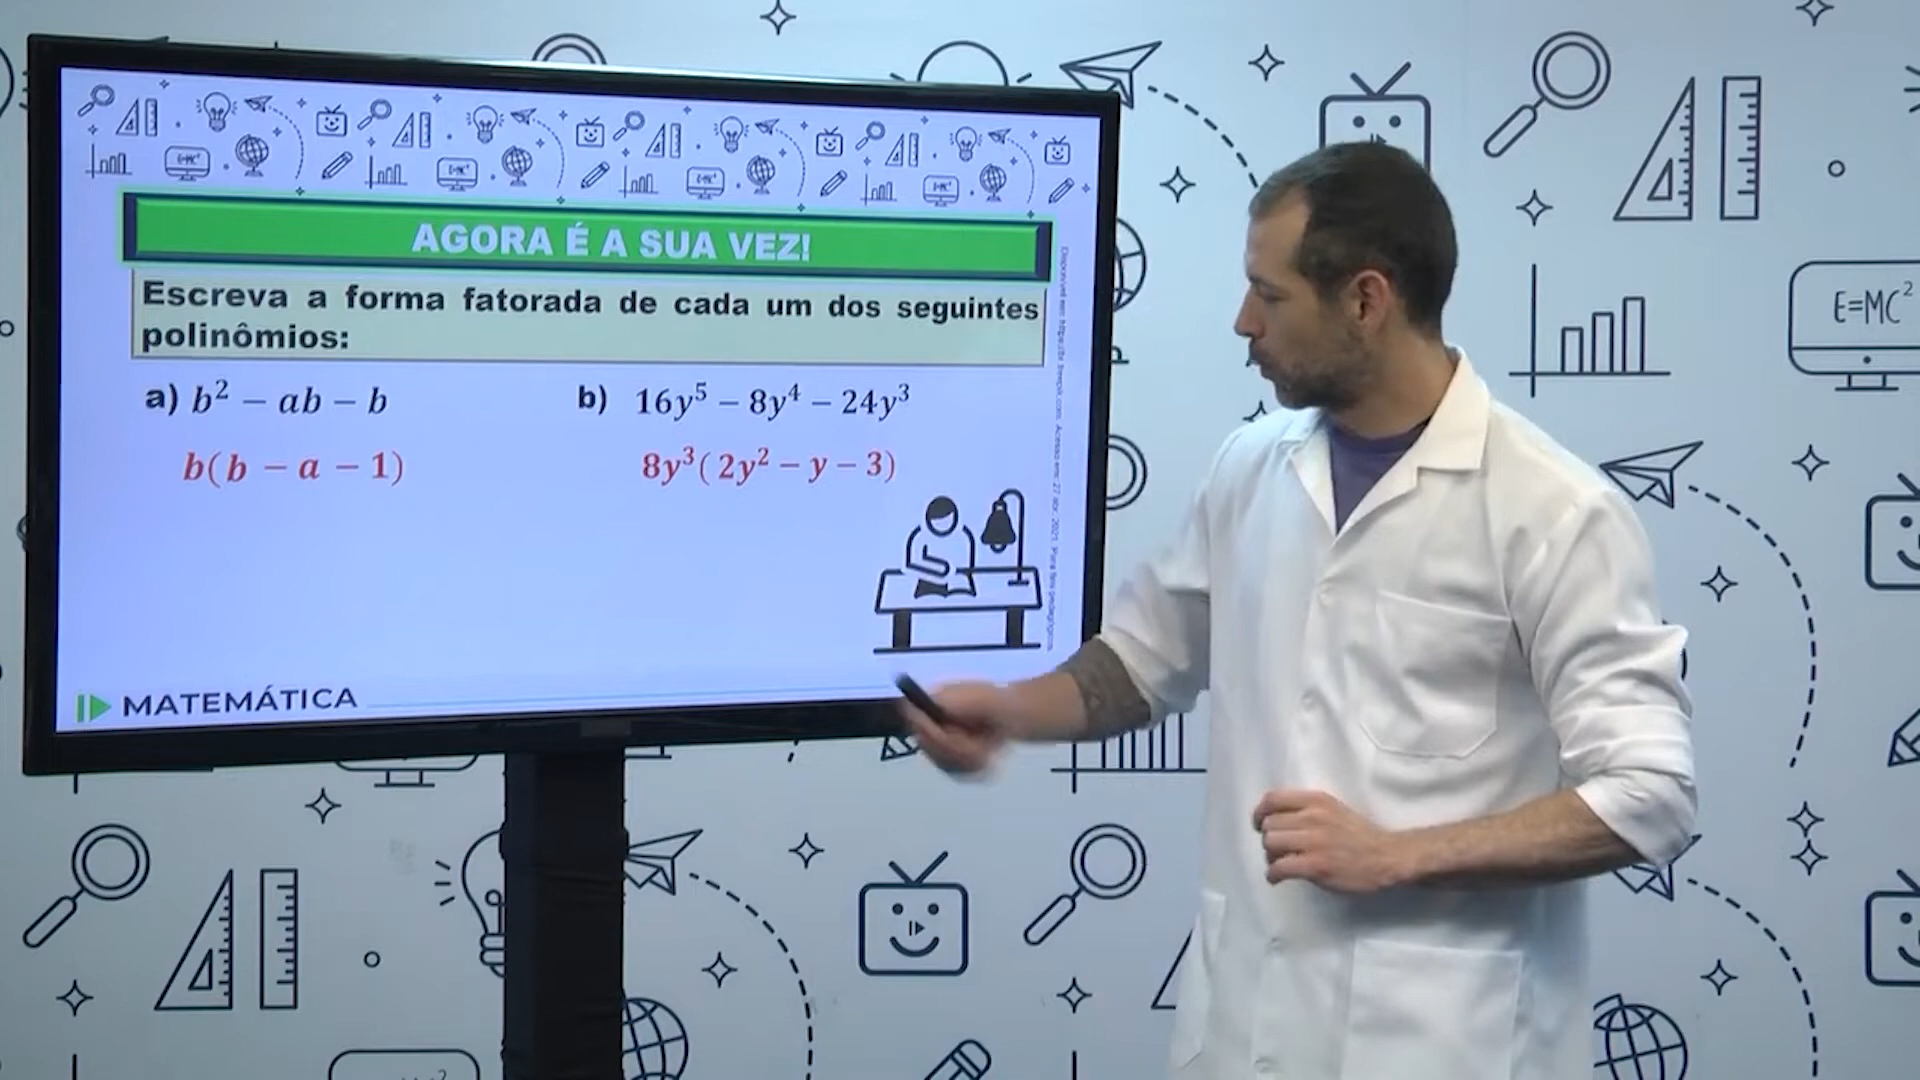 AGORA É A SUA VEZ!
Escreva a forma fatorada de cada um dos seguintes
polinômios:
a) b² – ab – b
b) 16y⁵ – 8y⁴ – 24y³
b(b – a – 1)
8y³(2y² – y – 3)
MATEMÁTICA
E=MC²